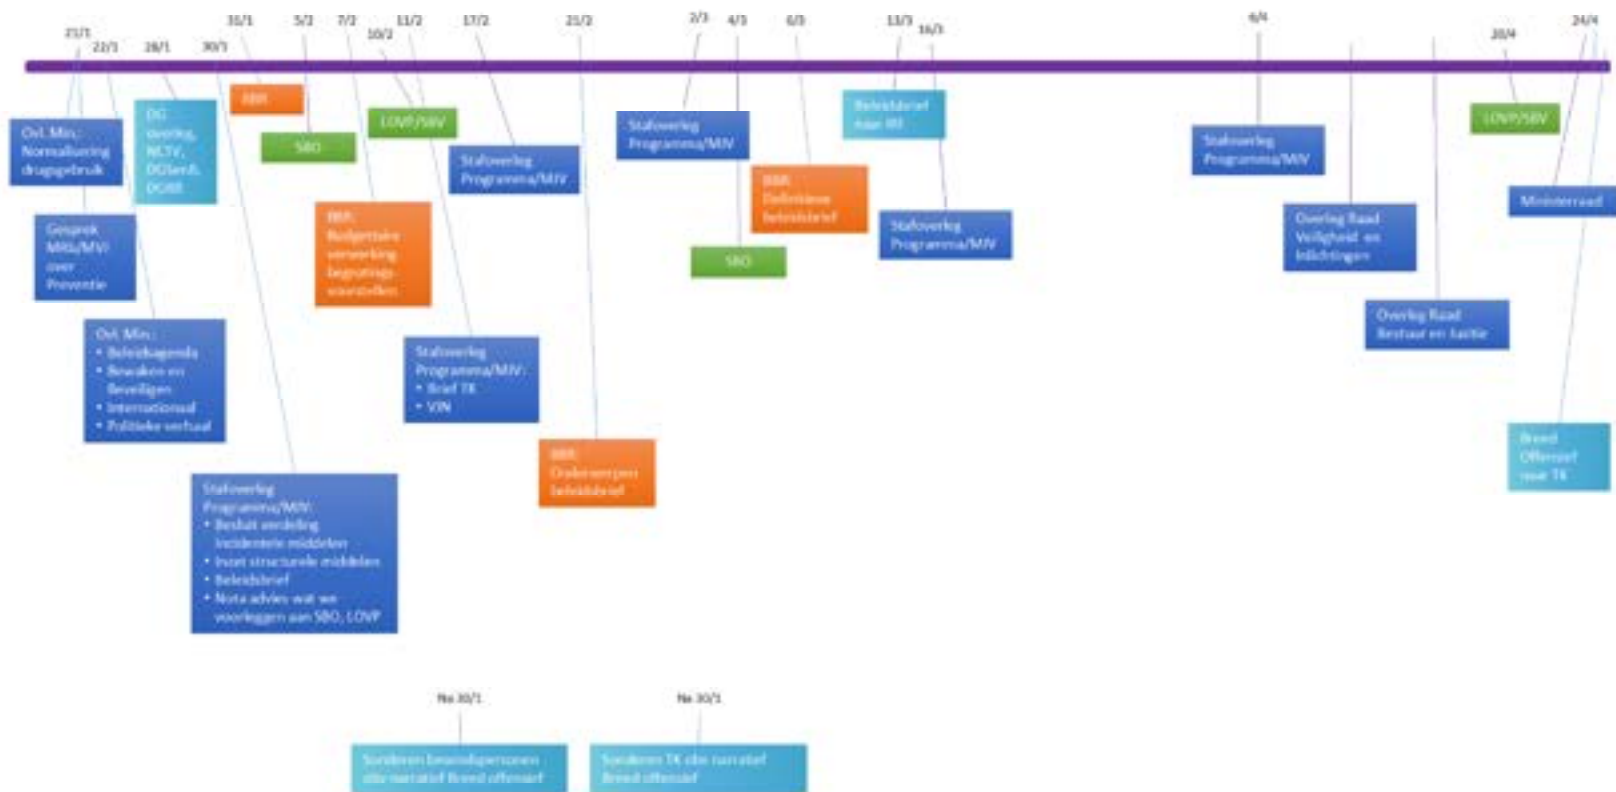 21/1
22/1
28/1
30/1
31/1
5/2
7/2
10/2
11/2
17/2
21/2
2/3
4/3
6/3
13/3
16/3
6/4
20/4
24/4
Ovl. Min.:
Normalisering
drugsgebruik
Gesprek
over
Preventie
Ovl. Min.:
• Beleidsagenda
• Bewaken en
Beveiligen
• Internationaal
• Politieke verhaal
DG
overleg,
NCTV,
Stafoverleg
Programma/MJV:
• Besluit verdeling
Incidentele middelen
• Inzet structurele middelen
• Beleidsbrief
• Nota advies wat we
voorleggen aan SBO, LOVP
BBR
SBO
BBR:
Budgettaire
verwerking
begrotings
voorstellen
LOVP/SBV
Stafoverleg
Programma/MJV:
• Brief TK
• VJN
Stafoverleg
Programma/MJV
BBR:
Onderwerpen
beleidsbrief
Stafoverleg
Programma/MJV
SBO
BBR:
Definitieve
beleidsbrief
Beleidsbrief
naar
Stafoverleg
Programma/MJV
Stafoverleg
Programma/MJV
Overleg Raad
Veiligheid en
Inlichtingen
Overleg Raad
Bestuur en Justitie
LOVP/SBV
Ministerraad
Breed
Offensief
naar TK
Na 30/1
Sonderen bewindspersonen
obv narratief Breed offensief
Na 30/1
Sonderen TK obv narratief
Breed offensief